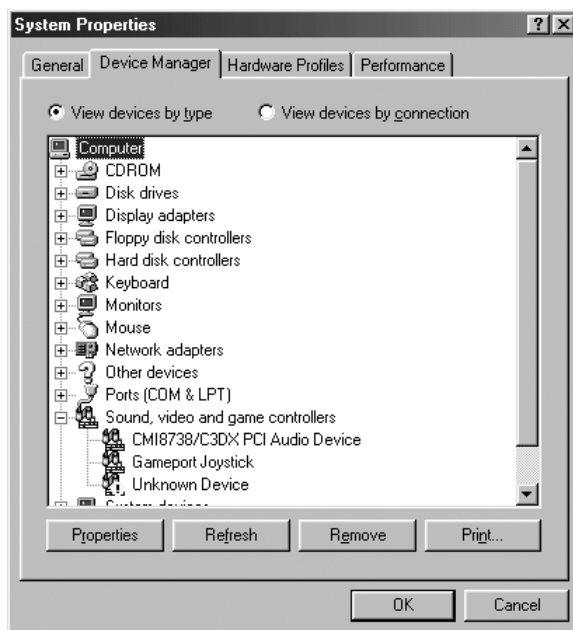 System Properties
General Device Manager Hardware Profiles Performance
View devices by type View devices by connection
Computer
CDROM
Disk drives
Display adapters
Floppy disk controllers
Hard disk controllers
Keyboard
Monitors
Mouse
Network adapters
Other devices
Ports (COM & LPT)
Sound, video and game controllers
CMI8738/C3DX PCI Audio Device
Gameport Joystick
Unknown Device
System devices
Properties Refresh Remove Print...
OK Cancel